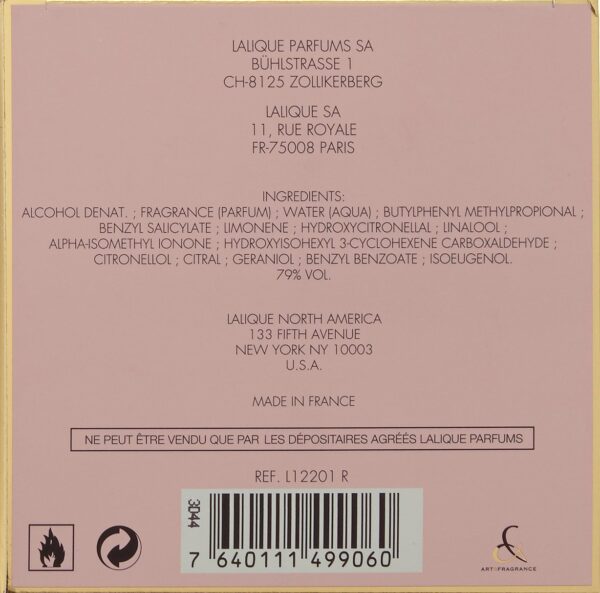 LALIQUE PARFUMS SA
BÜHLSTRASSE 1
CH-8125 ZOLLIKERBERG
LALIQUE SA
11, RUE ROYALE
FR-75008 PARIS
INGREDIENTS:
ALCOHOL DENAT. ; FRAGRANCE (PARFUM) ; WATER (AQUA) ; BUTYLPHENYL METHYLPROPIONAL ;
BENZYL SALICYLATE ; LIMONENE ; HYDROXYCITRONELLAL ; LINALOOL ;
ALPHA-ISOMETHYL IONONE ; HYDROXYISOHEXYL 3-CYCLOHEXENE CARBOXALDEHYDE ;
CITRONELLOL ; CITRAL ; GERANIOL ; BENZYL BENZOATE ; ISOEUGENOL.
79% VOL.
LALIQUE NORTH AMERICA
133 FIFTH AVENUE
NEW YORK NY 10003
U.S.A.
MADE IN FRANCE
NE PEUT ÊTRE VENDU QUE PAR LES DÉPOSITAIRES AGRÉÉS LALIQUE PARFUMS
REF. L12201 R
3D44
7 640111 499060
ART&FRAGRANCE